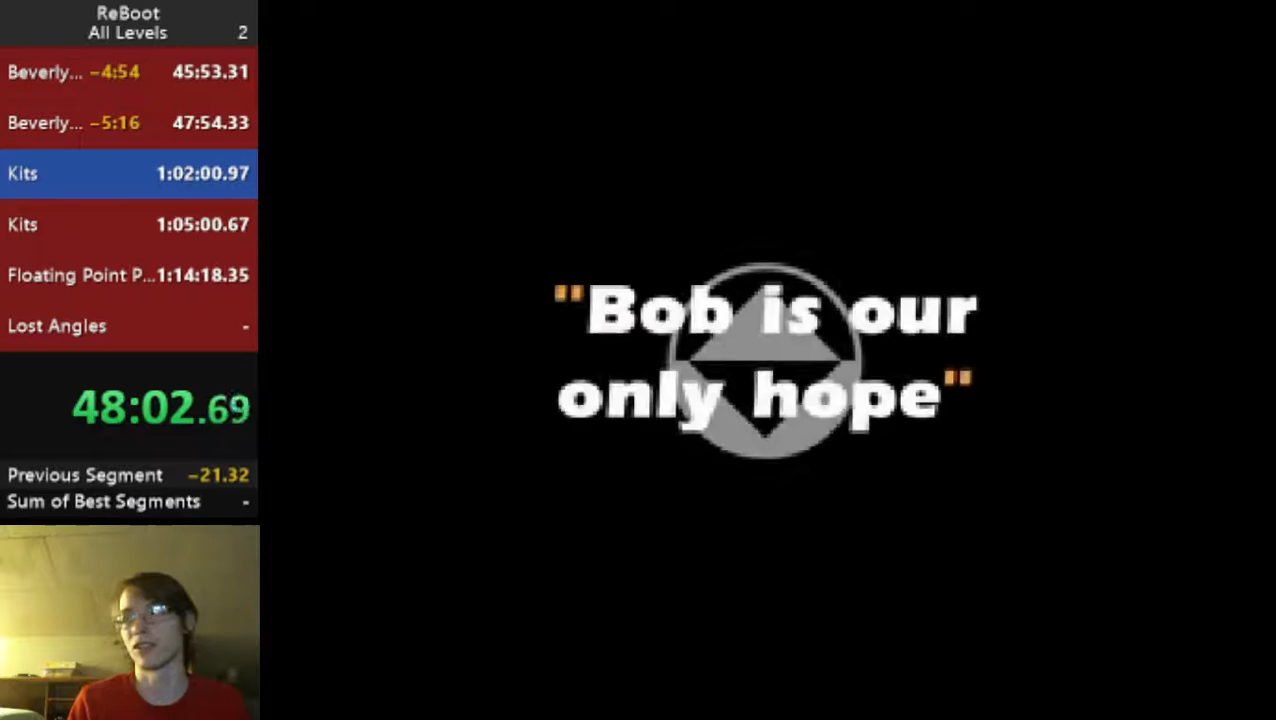 ReBoot
All Levels 2
Beverly... −4:54 45:53.31
Beverly... −5:16 47:54.33
Kits 1:02:00.97
Kits 1:05:00.67
Floating Point P...1:14:18.35
Lost Angles -
48:02.69
Previous Segment −21.32
Sum of Best Segments -
"Bob is our
only hope"